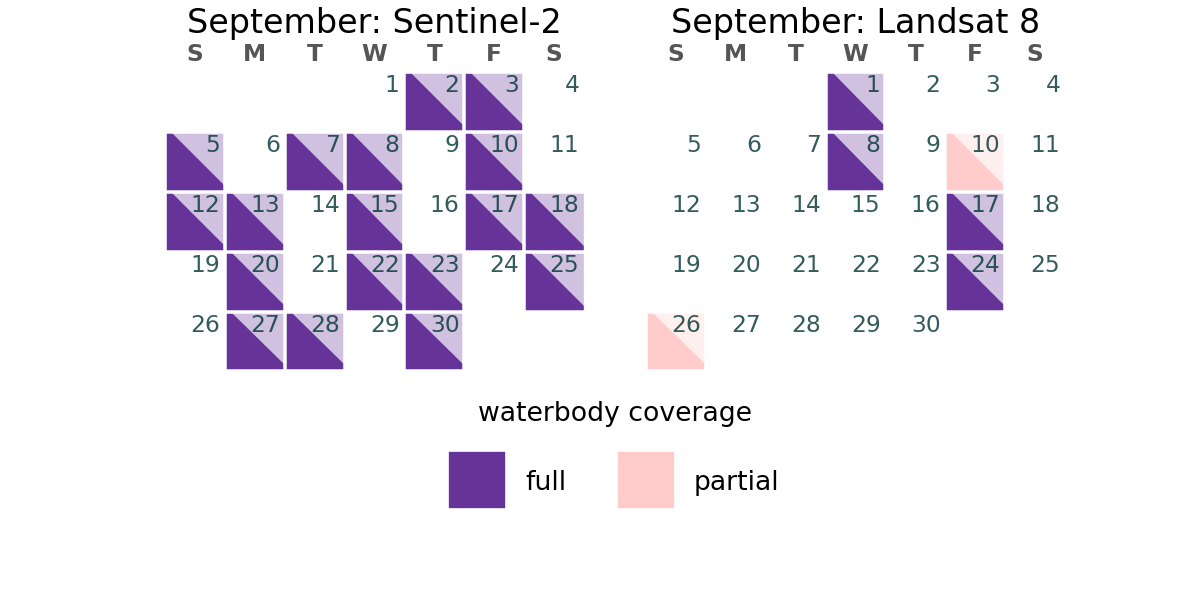 September: Sentinel-2
S M T W T F S
1 2 3 4
5 6 7 8 9 10 11
12 13 14 15 16 17 18
19 20 21 22 23 24 25
26 27 28 29 30
September: Landsat 8
S M T W T F S
1 2 3 4
5 6 7 8 9 10 11
12 13 14 15 16 17 18
19 20 21 22 23 24 25
26 27 28 29 30
waterbody coverage
full partial